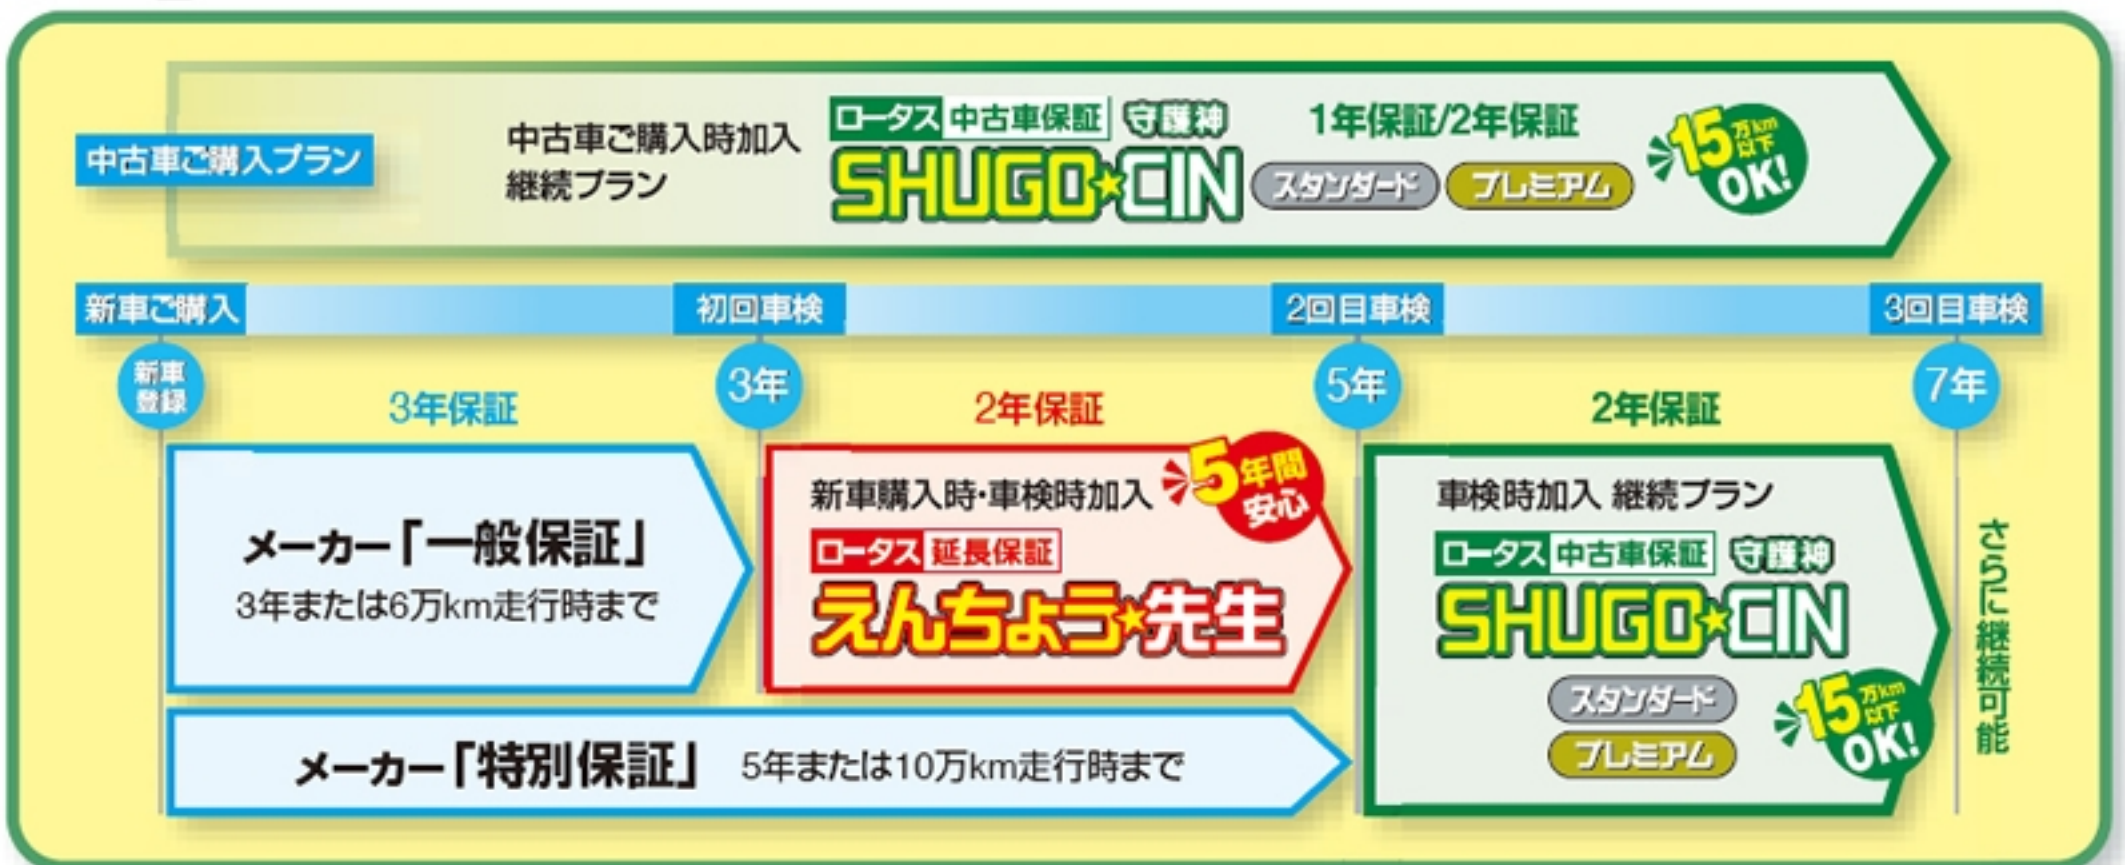 中古車ご購入プラン
中古車ご購入時加入
継続プラン
ロータス 中古車保証 守護神
SHUGO★CIN
1年保証/2年保証
スタンダード プレミアム
15万km以下OK!
新車ご購入 初回車検 2回目車検 3回目車検
新車登録 3年 5年 7年
3年保証 2年保証 2年保証
メーカー「一般保証」
3年または6万km走行時まで
新車購入時・車検時加入
5年間安心
ロータス 延長保証
えんちょう★先生
車検時加入 継続プラン
ロータス 中古車保証 守護神
SHUGO★CIN
スタンダード
プレミアム
15万km以下OK!
さらに継続可能
メーカー「特別保証」 5年または10万km走行時まで